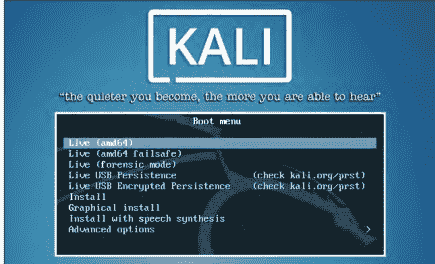 KALI
“the quieter you become, the more you are able to hear”
Boot menu
Live (amd64)
Live (amd64 failsafe)
Live (forensic mode)
Live USB Persistence (check kali.org/prst)
Live USB Encrypted Persistence (check kali.org/prst)
Install
Graphical install
Install with speech synthesis
Advanced options >